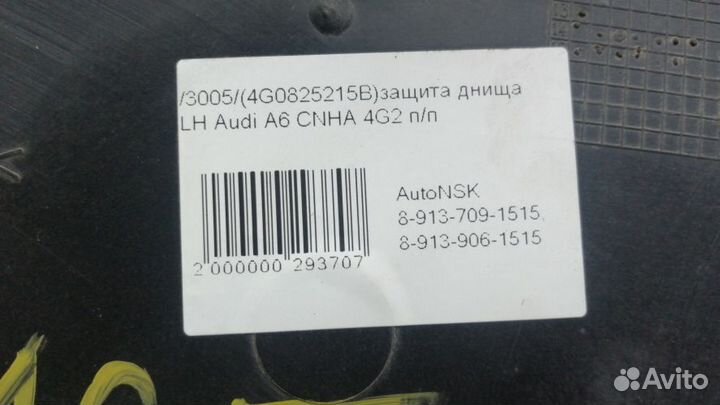 /3005/(4G0825215B)защита днища
LH Audi A6 CNHA 4G2 п/п
AutoNSK
8-913-709-1515,
8-913-906-1515
2 000000 293707
Avito